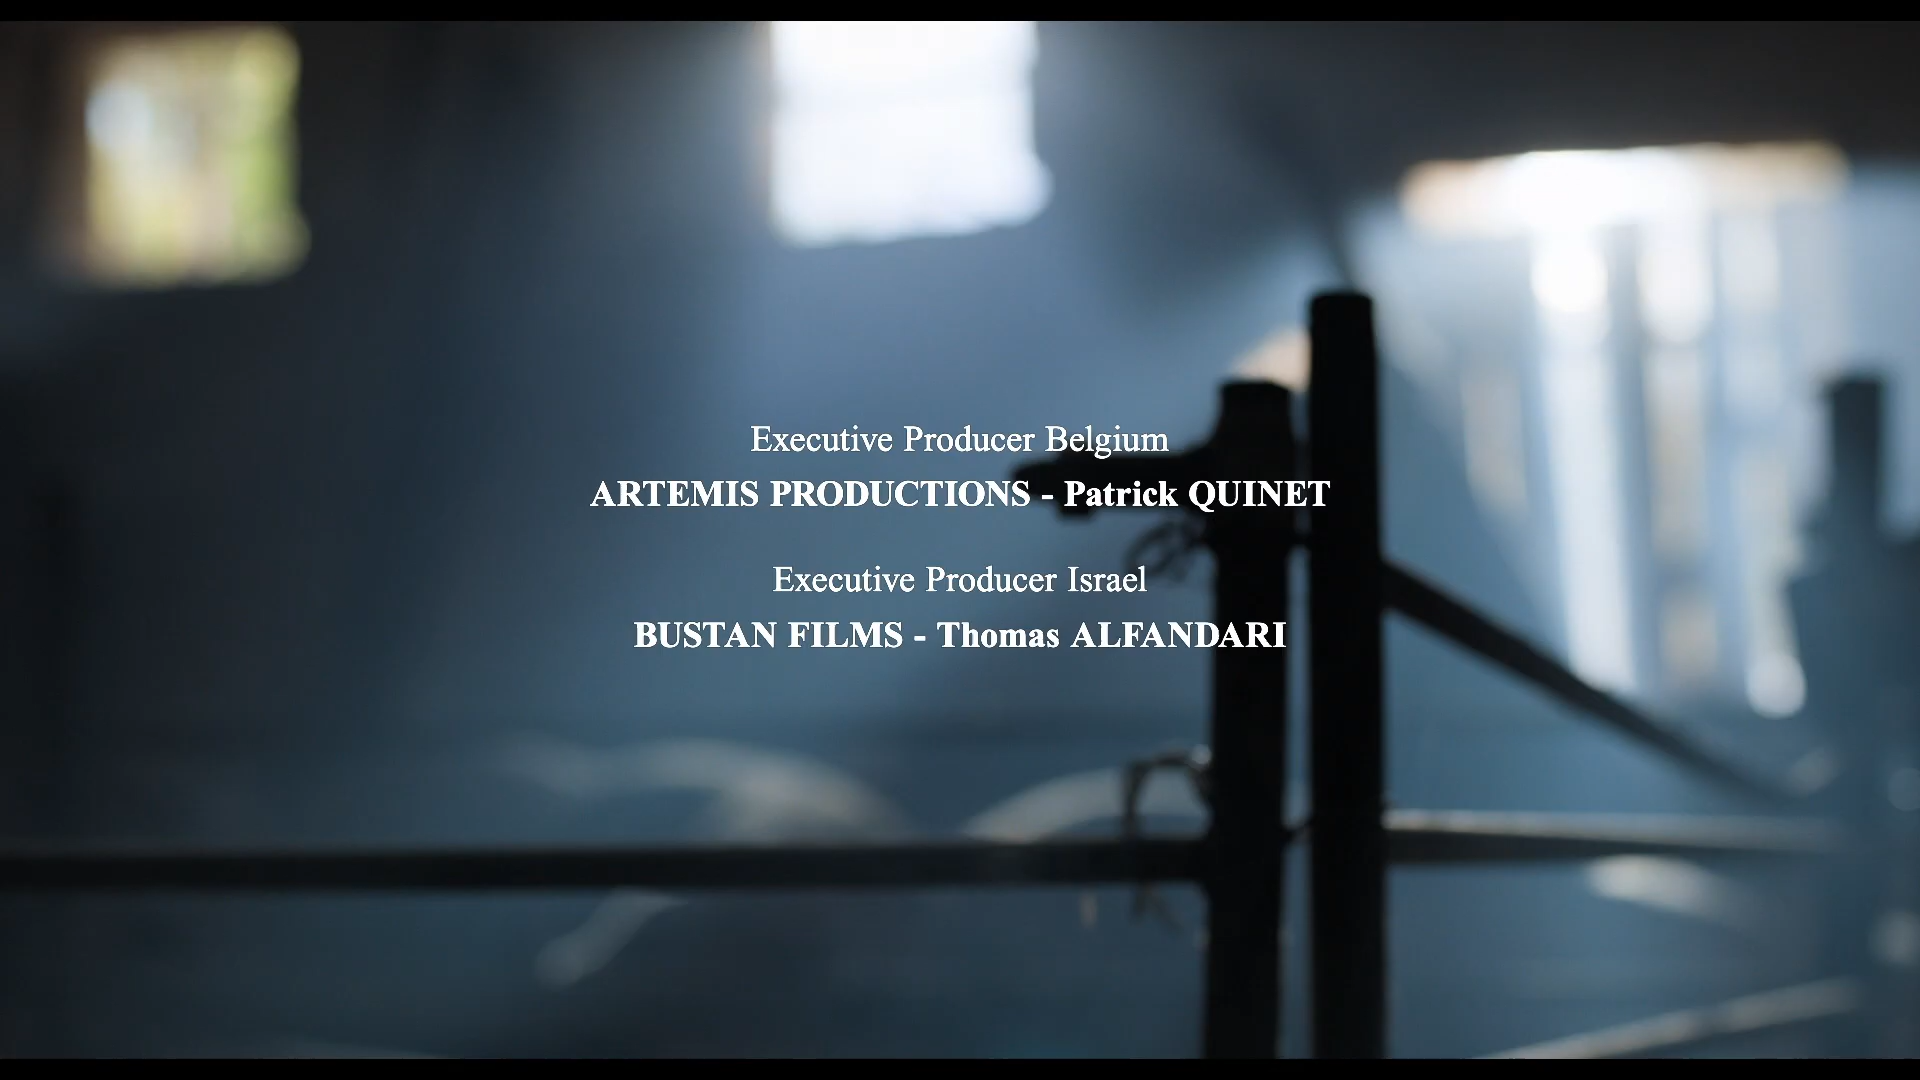 Executive Producer Belgium
ARTEMIS PRODUCTIONS - Patrick QUINET
Executive Producer Israel
BUSTAN FILMS - Thomas ALFANDARI